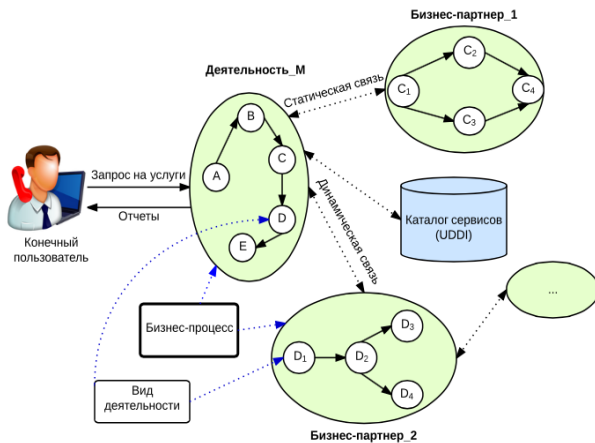 Бизнес-партнер_1
C2
C1
C4
C3
Статическая связь
Деятельность_М
B
A
C
D
E
Запрос на услуги
Отчеты
Конечный
пользователь
Динамическая связь
Каталог сервисов
(UDDI)
...
Бизнес-процесс
D3
D1
D2
D4
Вид
деятельности
Бизнес-партнер_2